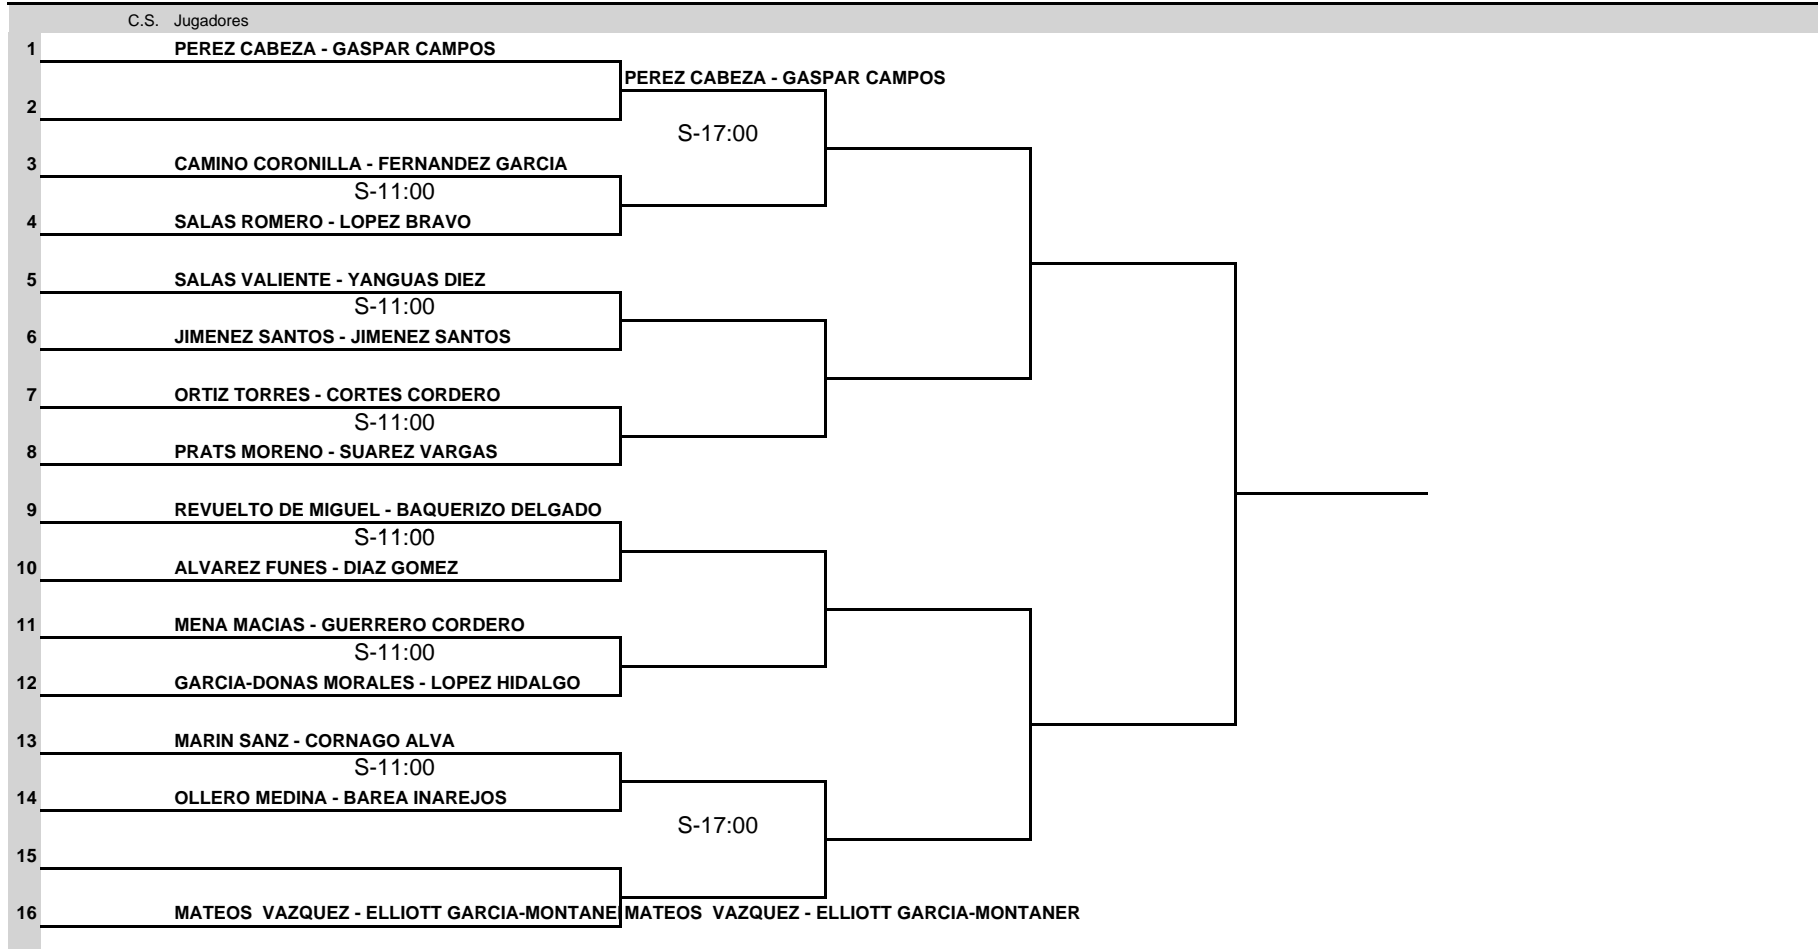 C.S. Jugadores
1 PEREZ CABEZA - GASPAR CAMPOS
PEREZ CABEZA - GASPAR CAMPOS
2
S-17:00
3 CAMINO CORONILLA - FERNANDEZ GARCIA
S-11:00
4 SALAS ROMERO - LOPEZ BRAVO
5 SALAS VALIENTE - YANGUAS DIEZ
S-11:00
6 JIMENEZ SANTOS - JIMENEZ SANTOS
7 ORTIZ TORRES - CORTES CORDERO
S-11:00
8 PRATS MORENO - SUAREZ VARGAS
9 REVUELTO DE MIGUEL - BAQUERIZO DELGADO
S-11:00
10 ALVAREZ FUNES - DIAZ GOMEZ
11 MENA MACIAS - GUERRERO CORDERO
S-11:00
12 GARCIA-DONAS MORALES - LOPEZ HIDALGO
13 MARIN SANZ - CORNAGO ALVA
S-11:00
14 OLLERO MEDINA - BAREA INAREJOS
S-17:00
15
16 MATEOS VAZQUEZ - ELLIOTT GARCIA-MONTANE MATEOS VAZQUEZ - ELLIOTT GARCIA-MONTANER